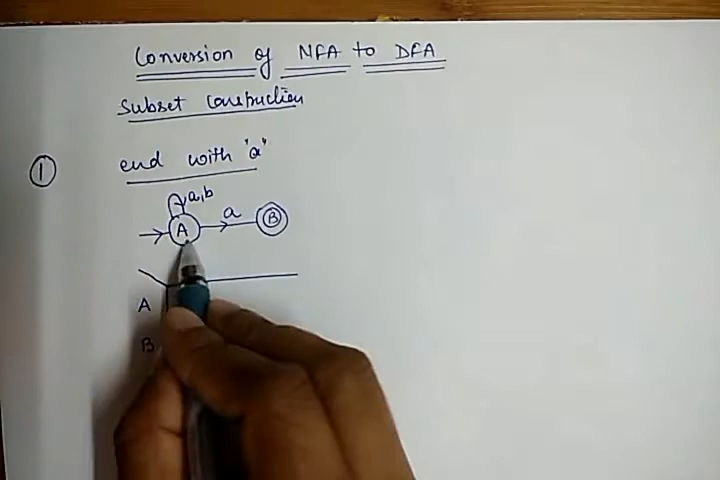 Conversion of NFA to DFA
Subset Construction
① end with "a"
a,b
A a B
A
B